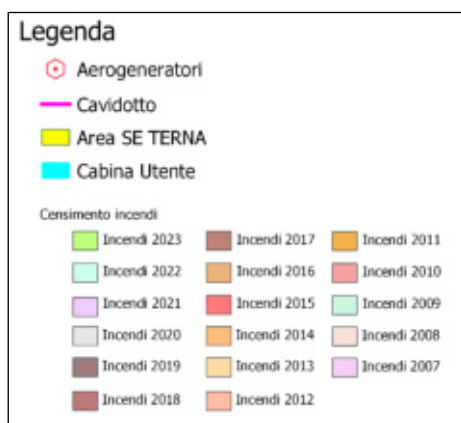 Legenda
Aerogeneratori
Cavidotto
Area SE TERNA
Cabina Utente
Censimento incendi
Incendi 2023
Incendi 2022
Incendi 2021
Incendi 2020
Incendi 2019
Incendi 2018
Incendi 2017
Incendi 2016
Incendi 2015
Incendi 2014
Incendi 2013
Incendi 2012
Incendi 2011
Incendi 2010
Incendi 2009
Incendi 2008
Incendi 2007